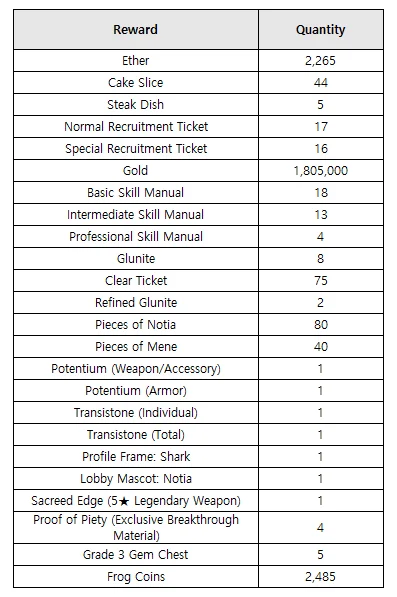 Reward Quantity
Ether 2,265
Cake Slice 44
Steak Dish 5
Normal Recruitment Ticket 17
Special Recruitment Ticket 16
Gold 1,805,000
Basic Skill Manual 18
Intermediate Skill Manual 13
Professional Skill Manual 4
Glunite 8
Clear Ticket 75
Refined Glunite 2
Pieces of Notia 80
Pieces of Mene 40
Potentium (Weapon/Accessory) 1
Potentium (Armor) 1
Transistone (Individual) 1
Transistone (Total) 1
Profile Frame: Shark 1
Lobby Mascot: Notia 1
Sacreed Edge (5★ Legendary Weapon) 1
Proof of Piety (Exclusive Breakthrough
Material) 4
Grade 3 Gem Chest 5
Frog Coins 2,485